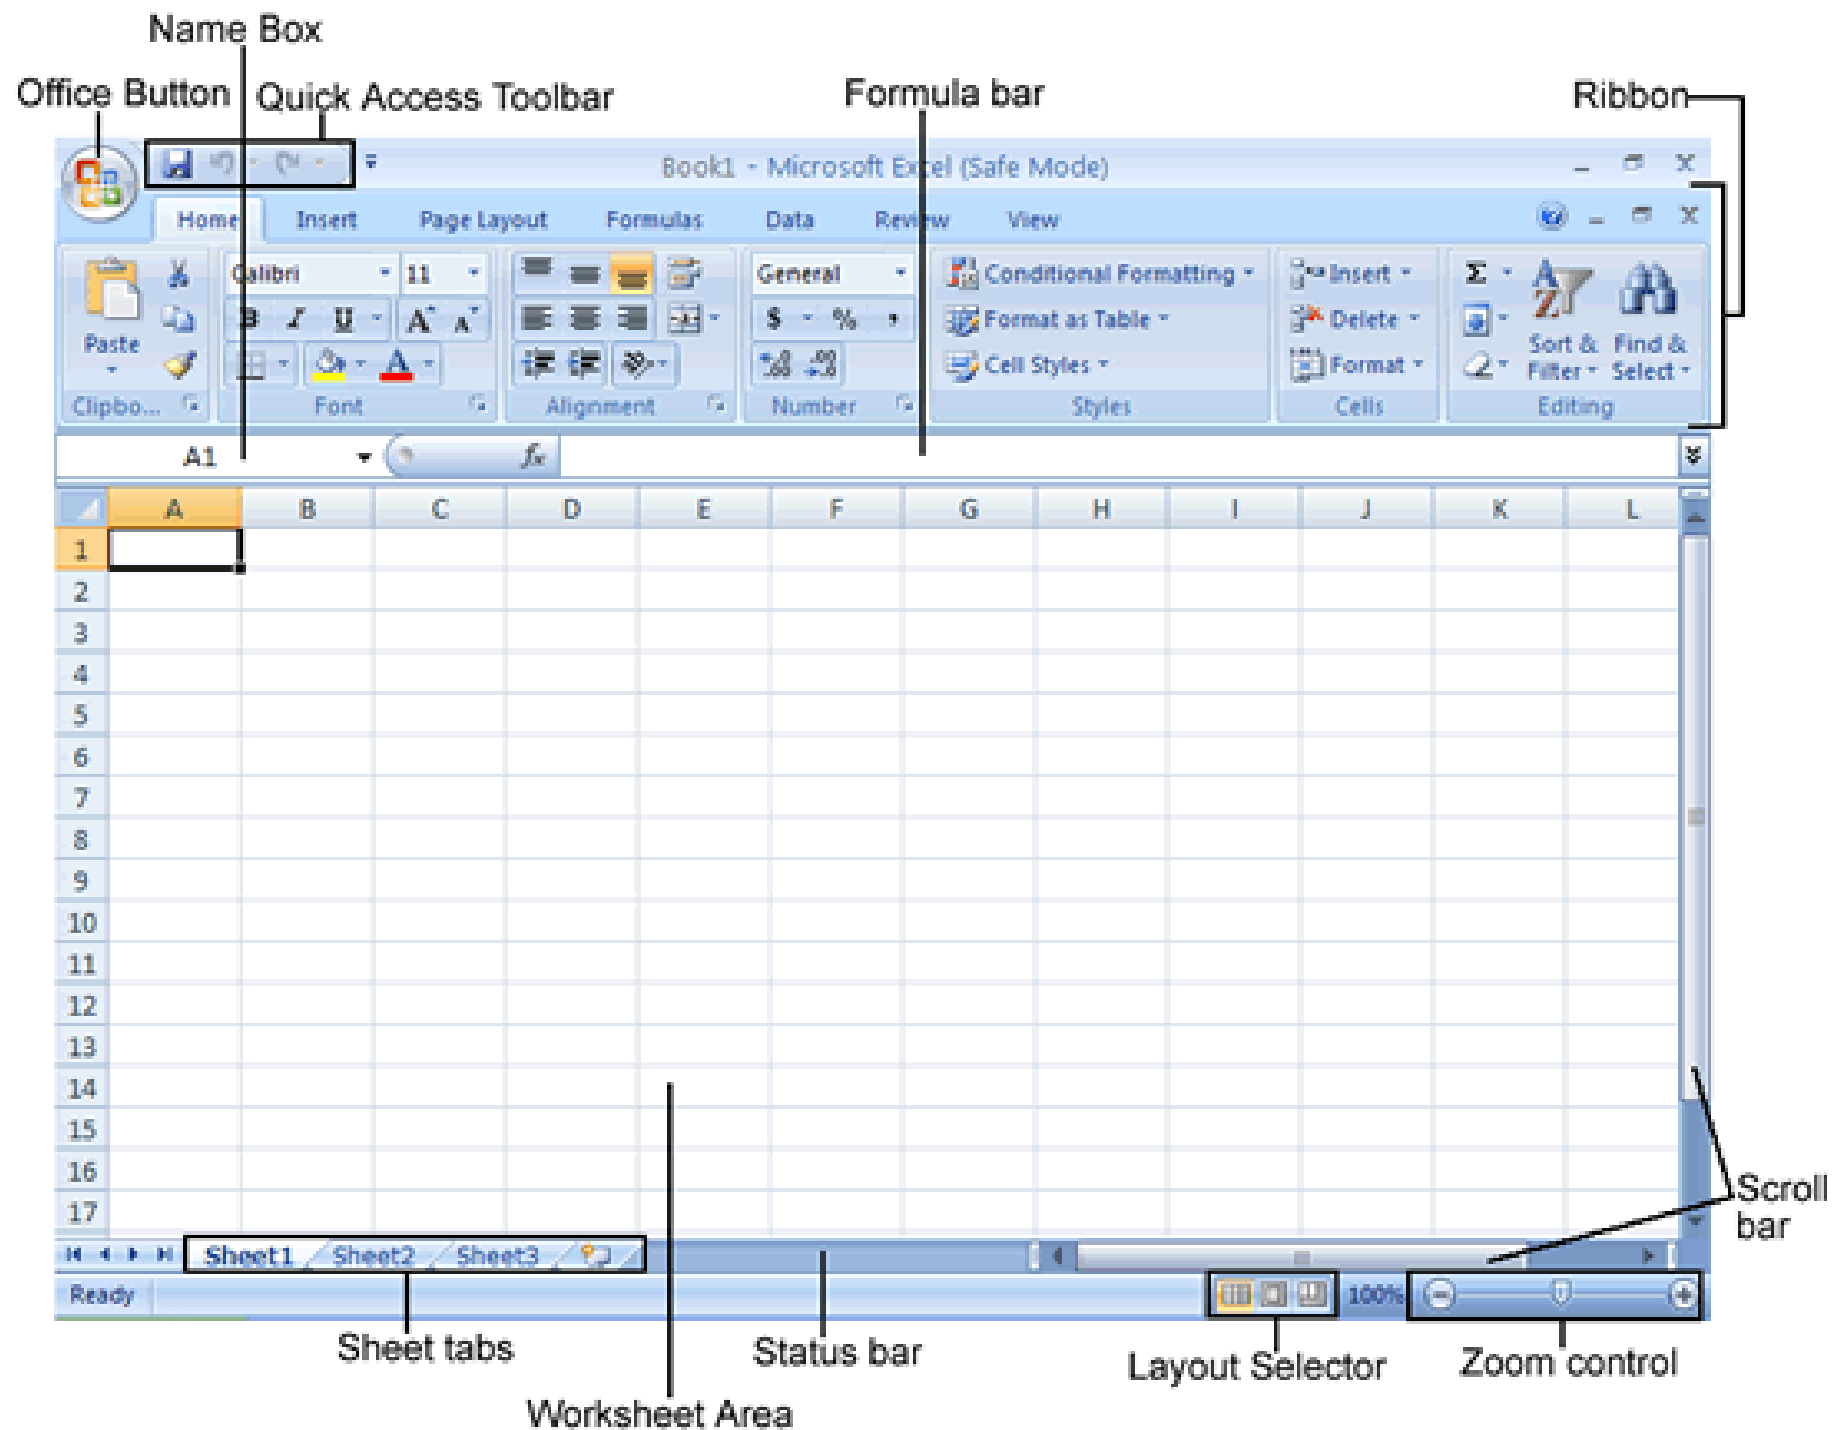 Name Box
Office Button Quick Access Toolbar Formula bar Ribbon
Book1 - Microsoft Excel (Safe Mode)
Home Insert Page Layout Formulas Data Review View
Calibri 11 General Conditional Formatting Insert Σ
B I U A A $ % , Format as Table Delete
Paste Sort & Find &
A Cell Styles Format Filter Select
Clipbo... Font Alignment Number Styles Cells Editing
A1 fx
A B C D E F G H I J K L
1
2
3
4
5
6
7
8
9
10
11
12
13
14
15
16
17
Scroll
bar
Sheet1 Sheet2 Sheet3
Ready 100%
Sheet tabs Status bar Layout Selector Zoom control
Worksheet Area